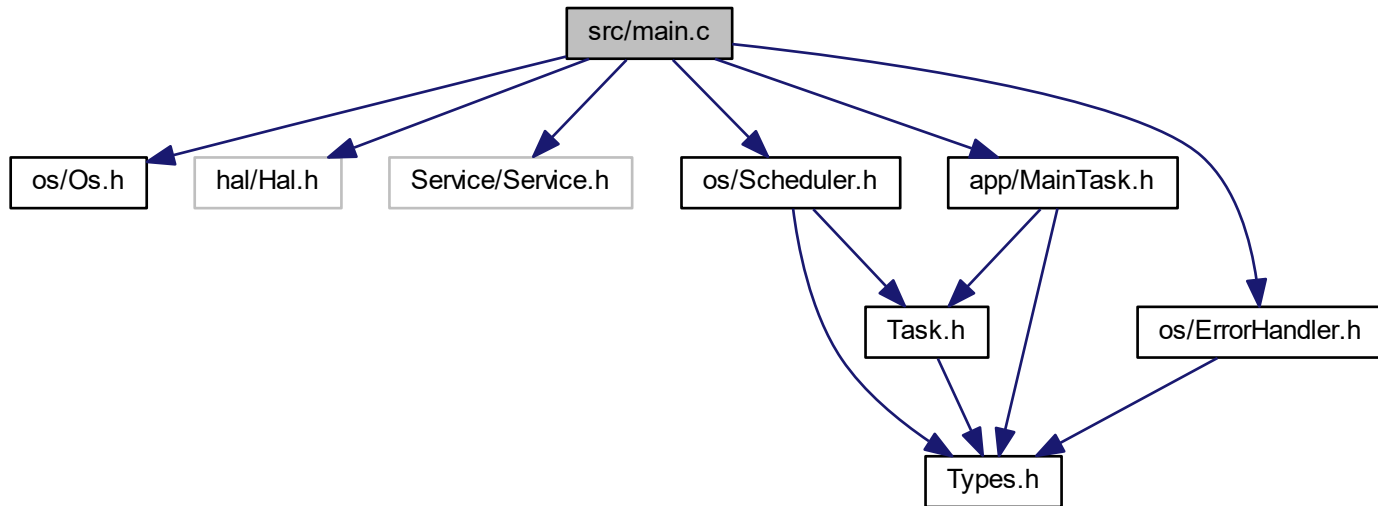 src/main.c
os/Os.h
hal/Hal.h
Service/Service.h
os/Scheduler.h
app/MainTask.h
Task.h
os/ErrorHandler.h
Types.h